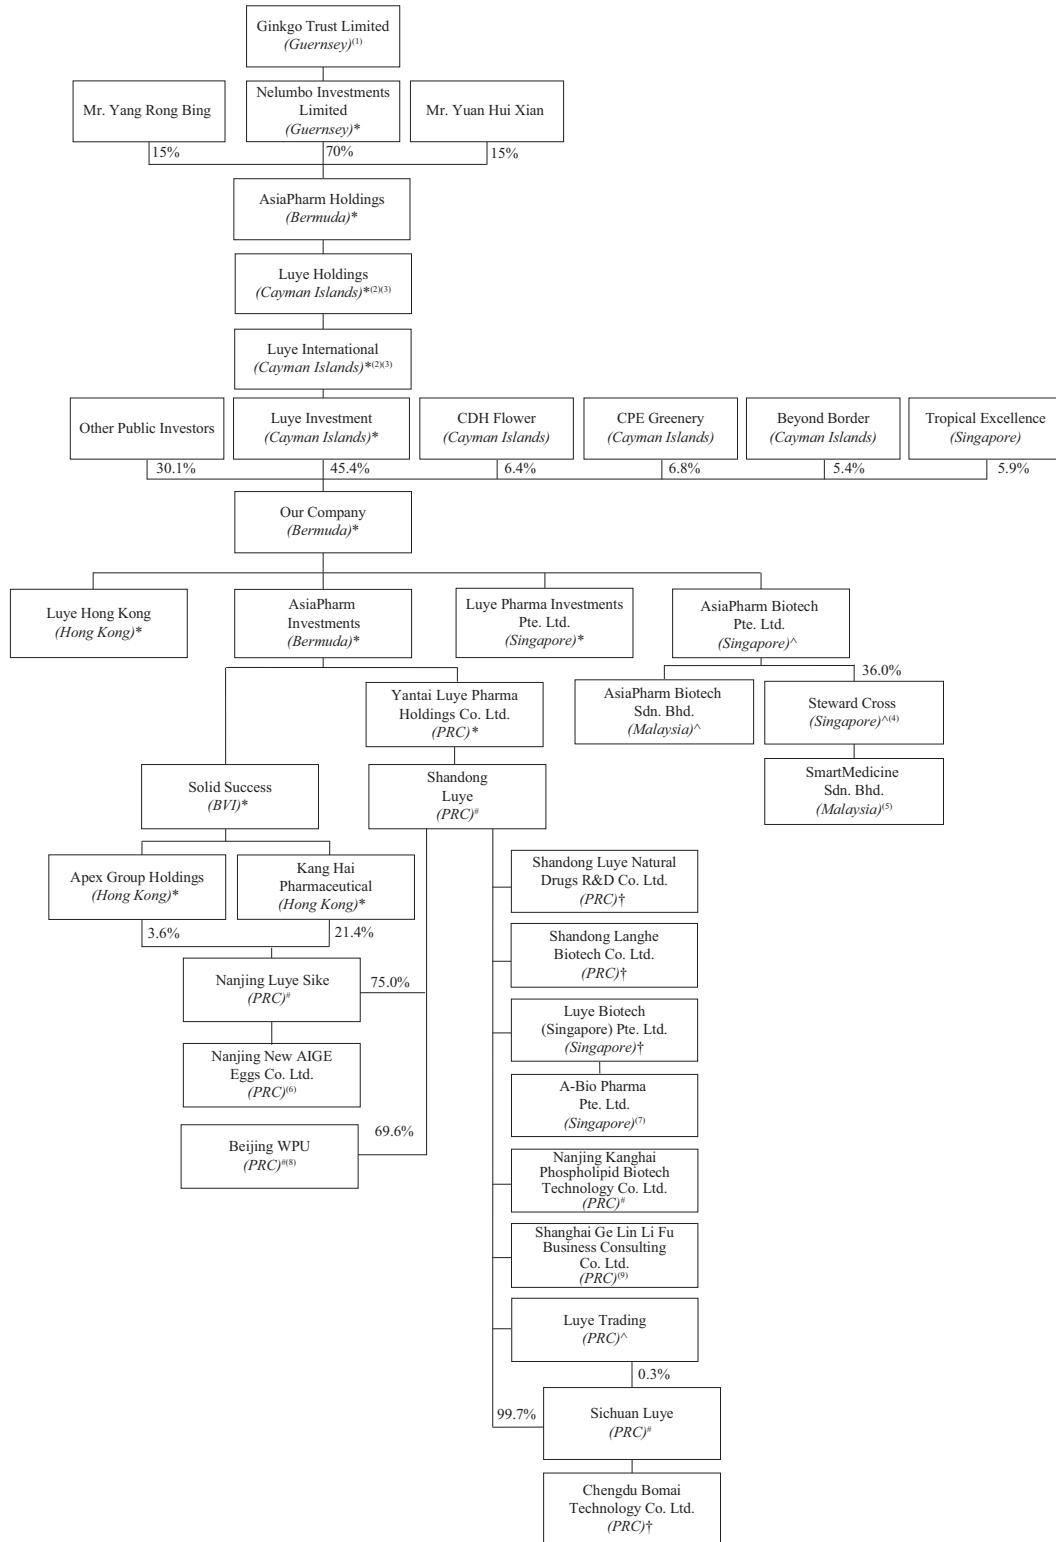 Ginkgo Trust Limited
(Guernsey)(1)
Mr. Yang Rong Bing
Nelumbo Investments
Limited
(Guernsey)*
Mr. Yuan Hui Xian
15%
70%
15%
AsiaPharm Holdings
(Bermuda)*
Luye Holdings
(Cayman Islands)*(2)(3)
Luye International
(Cayman Islands)*(2)(3)
Other Public Investors
Luye Investment
(Cayman Islands)*
CDH Flower
(Cayman Islands)
CPE Greenery
(Cayman Islands)
Beyond Border
(Cayman Islands)
Tropical Excellence
(Singapore)
30.1%
45.4%
6.4%
6.8%
5.4%
5.9%
Our Company
(Bermuda)*
Luye Hong Kong
(Hong Kong)*
AsiaPharm
Investments
(Bermuda)*
Luye Pharma Investments
Pte. Ltd.
(Singapore)*
AsiaPharm Biotech
Pte. Ltd.
(Singapore)^
36.0%
Yantai Luye Pharma
Holdings Co. Ltd.
(PRC)*
AsiaPharm Biotech
Sdn. Bhd.
(Malaysia)^
Steward Cross
(Singapore)^(4)
Solid Success
(BVI)*
Shandong
Luye
(PRC)#
SmartMedicine
Sdn. Bhd.
(Malaysia)(5)
Apex Group Holdings
(Hong Kong)*
Kang Hai
Pharmaceutical
(Hong Kong)*
Shandong Luye Natural
Drugs R&D Co. Ltd.
(PRC)†
3.6%
21.4%
Shandong Langhe
Biotech Co. Ltd.
(PRC)†
Nanjing Luye Sike
(PRC)#
75.0%
Luye Biotech
(Singapore) Pte. Ltd.
(Singapore)†
Nanjing New AIGE
Eggs Co. Ltd.
(PRC)(6)
A-Bio Pharma
Pte. Ltd.
(Singapore)(7)
69.6%
Beijing WPU
(PRC)#(8)
Nanjing Kanghai
Phospholipid Biotech
Technology Co. Ltd.
(PRC)#
Shanghai Ge Lin Li Fu
Business Consulting
Co. Ltd.
(PRC)(9)
Luye Trading
(PRC)^
0.3%
99.7%
Sichuan Luye
(PRC)#
Chengdu Bomai
Technology Co. Ltd.
(PRC)†